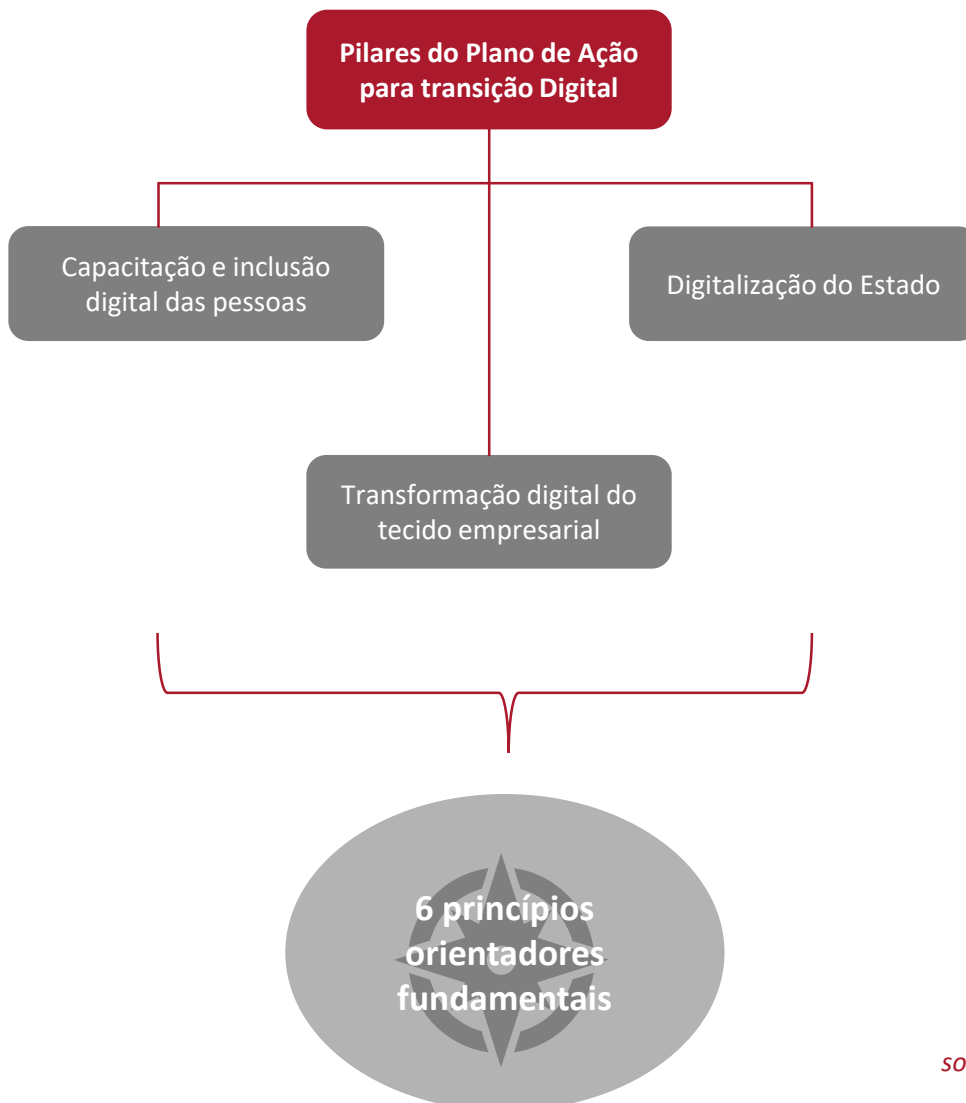 Pilares do Plano de Ação
para transição Digital
Capacitação e inclusão
digital das pessoas
Digitalização do Estado
Transformação digital do
tecido empresarial
6 princípios
orientadores
fundamentais